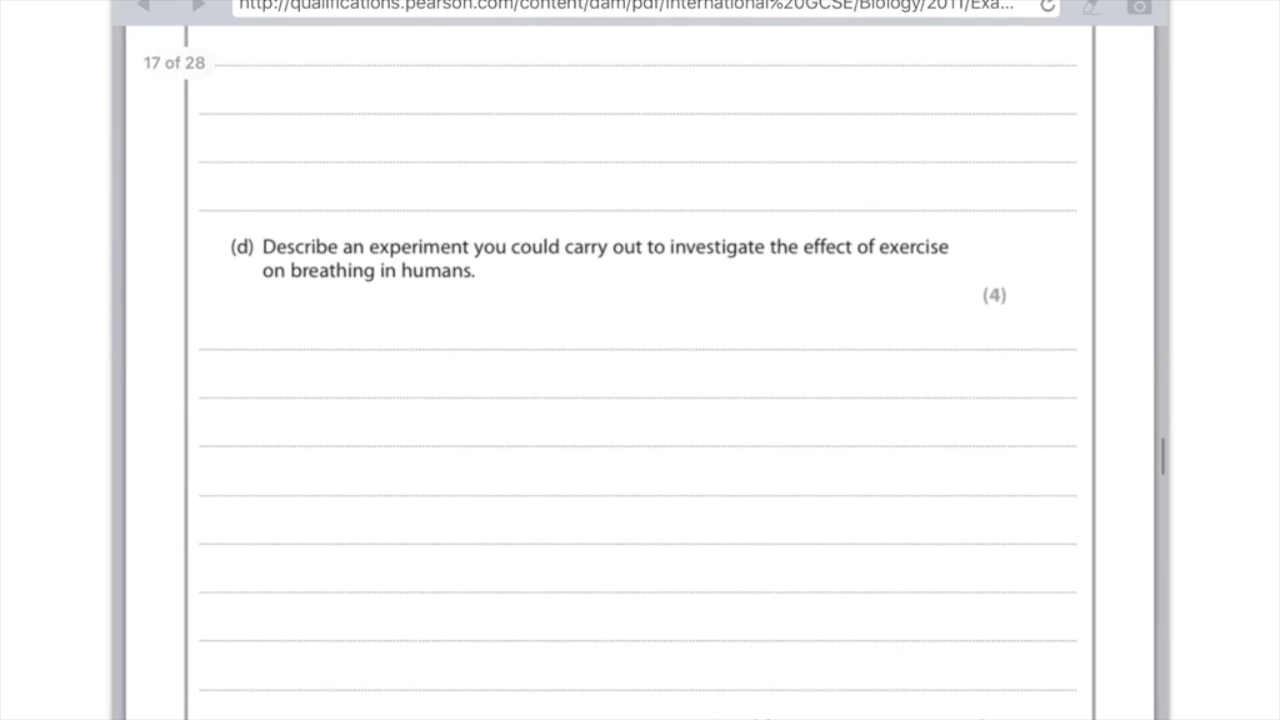 http://qualifications.pearson.com/content/dam/pdf/International%20GCSE/Biology/2011/Exa...
17 of 28
(d) Describe an experiment you could carry out to investigate the effect of exercise
on breathing in humans.
(4)